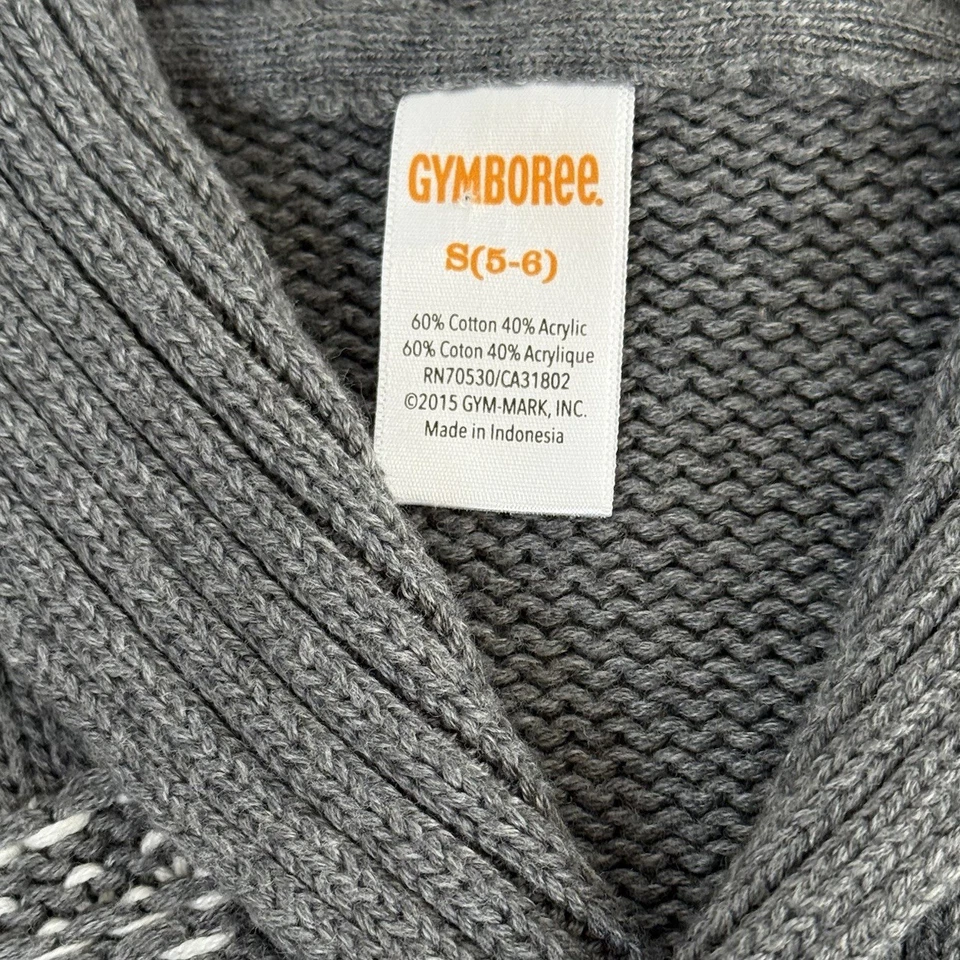 GYMBOREE.
S(5-6)
60% Cotton 40% Acrylic
60% Coton 40% Acrylique
RN70530/CA31802
©2015 GYM-MARK, INC.
Made in Indonesia